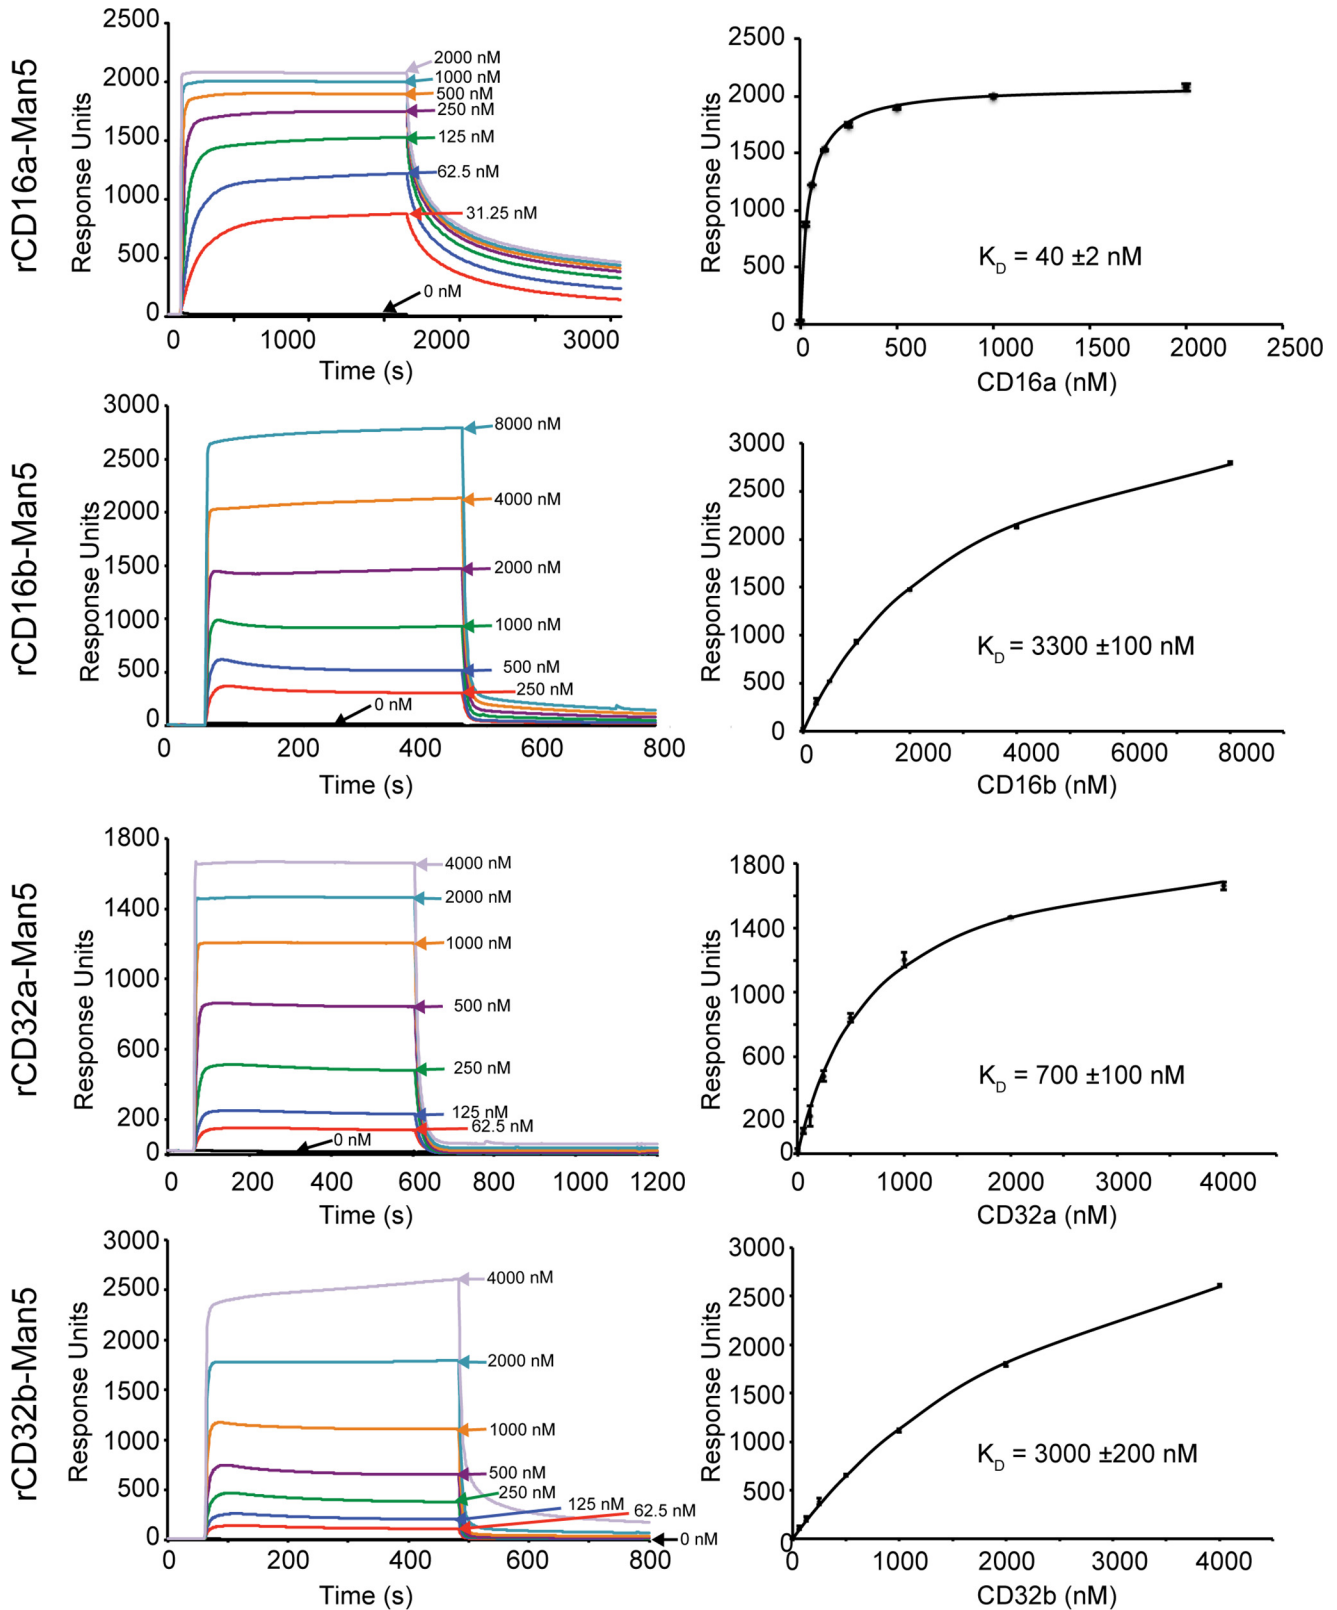 rCD16a-Man5
Response Units
2500
2000
1500
1000
500
0
2000 nM
1000 nM
500 nM
250 nM
125 nM
62.5 nM
31.25 nM
0 nM
0 1000 2000 3000
Time (s)
Response Units
2500
2000
1500
1000
500
0
K_D = 40 ±2 nM
0 500 1000 1500 2000 2500
CD16a (nM)
rCD16b-Man5
Response Units
3000
2500
2000
1500
1000
500
0
8000 nM
4000 nM
2000 nM
1000 nM
500 nM
250 nM
0 nM
0 200 400 600 800
Time (s)
Response Units
3000
2500
2000
1500
1000
500
0
K_D = 3300 ±100 nM
0 2000 4000 6000 8000
CD16b (nM)
rCD32a-Man5
Response Units
1800
1400
1000
600
200
0
4000 nM
2000 nM
1000 nM
500 nM
250 nM
125 nM
62.5 nM
0 nM
0 200 400 600 800 1000 1200
Time (s)
Response Units
1800
1400
1000
600
200
0
K_D = 700 ±100 nM
0 1000 2000 3000 4000
CD32a (nM)
rCD32b-Man5
Response Units
3000
2500
2000
1500
1000
500
0
4000 nM
2000 nM
1000 nM
500 nM
250 nM
125 nM
62.5 nM
0 nM
0 200 400 600 800
Time (s)
Response Units
3000
2500
2000
1500
1000
500
0
K_D = 3000 ±200 nM
0 1000 2000 3000 4000
CD32b (nM)